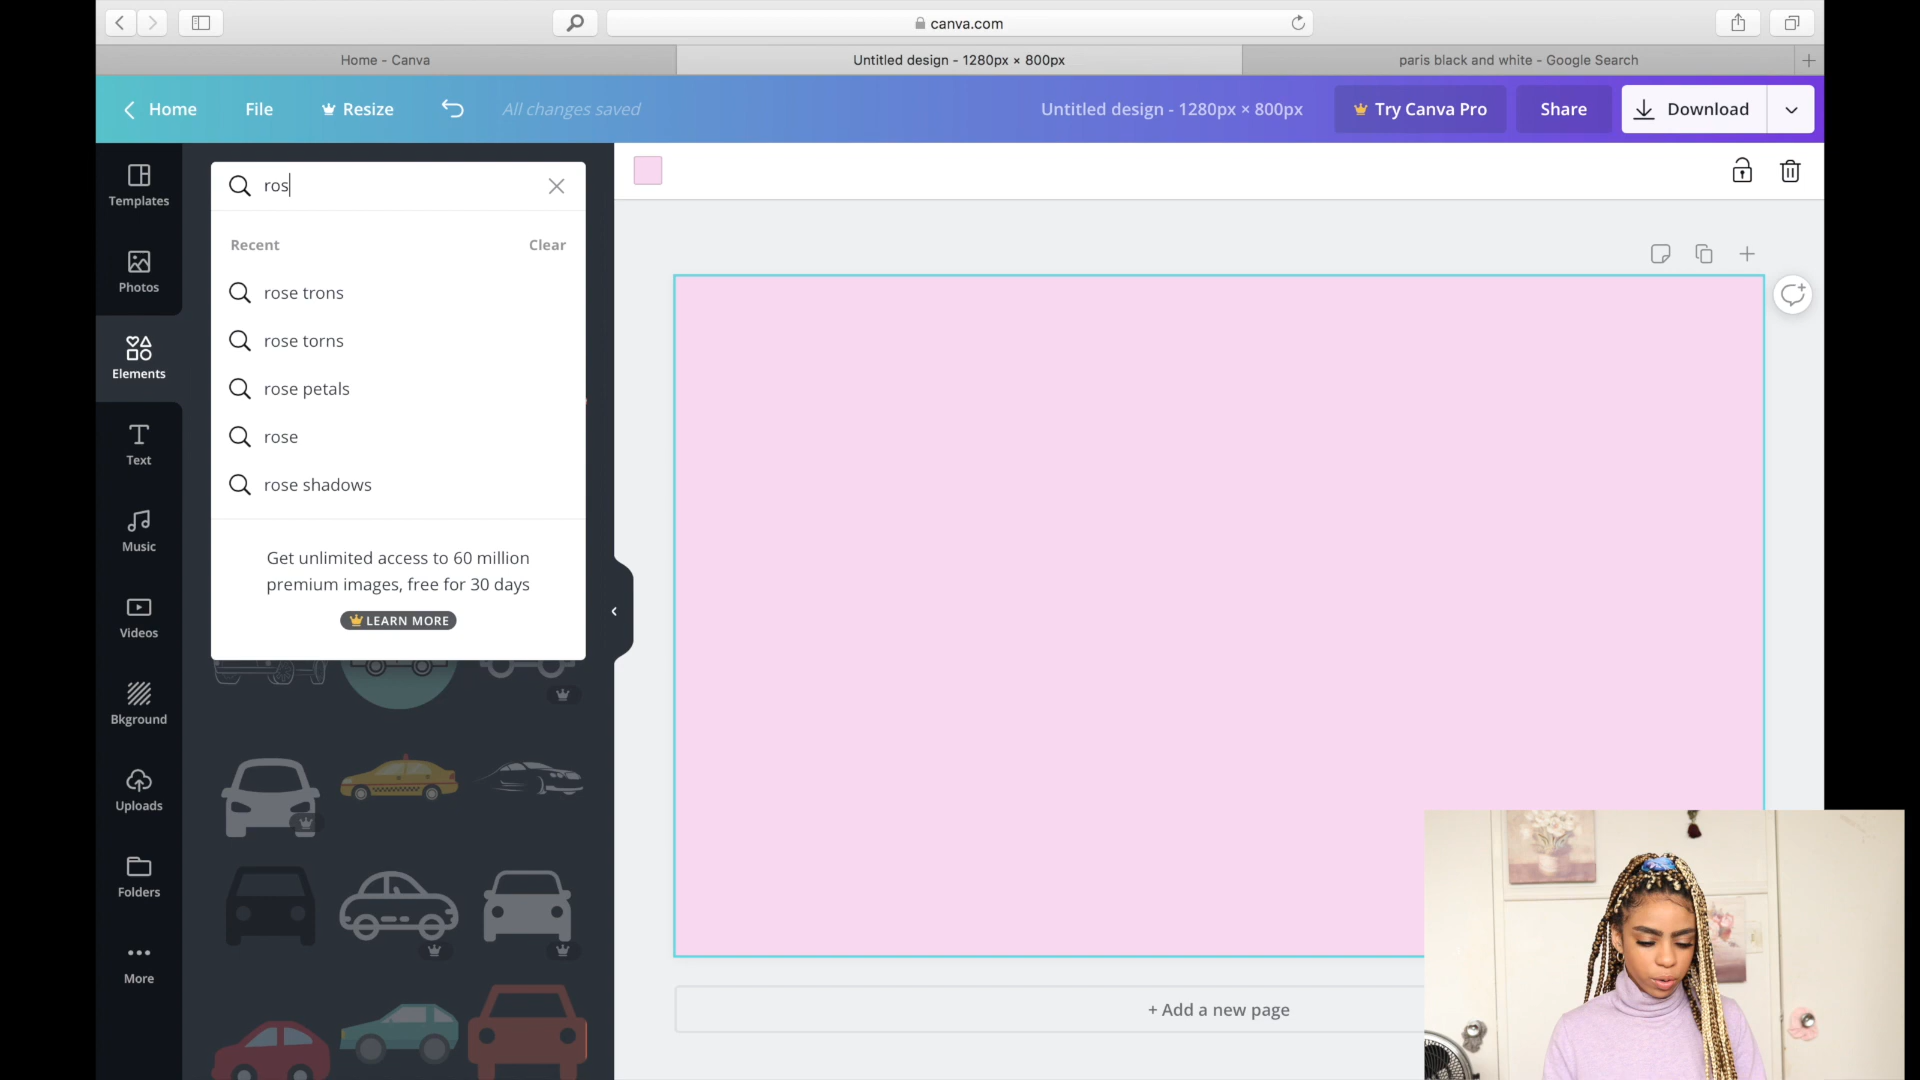 canva.com
Home - Canva
Untitled design - 1280px × 800px
paris black and white - Google Search
Home
File
Resize
All changes saved
Untitled design - 1280px × 800px
Try Canva Pro
Share
Download
Templates
Photos
Elements
Text
Music
Videos
Bkground
Uploads
Folders
More
ros
Recent
Clear
rose trons
rose torns
rose petals
rose
rose shadows
Get unlimited access to 60 million
premium images, free for 30 days
LEARN MORE
+ Add a new page